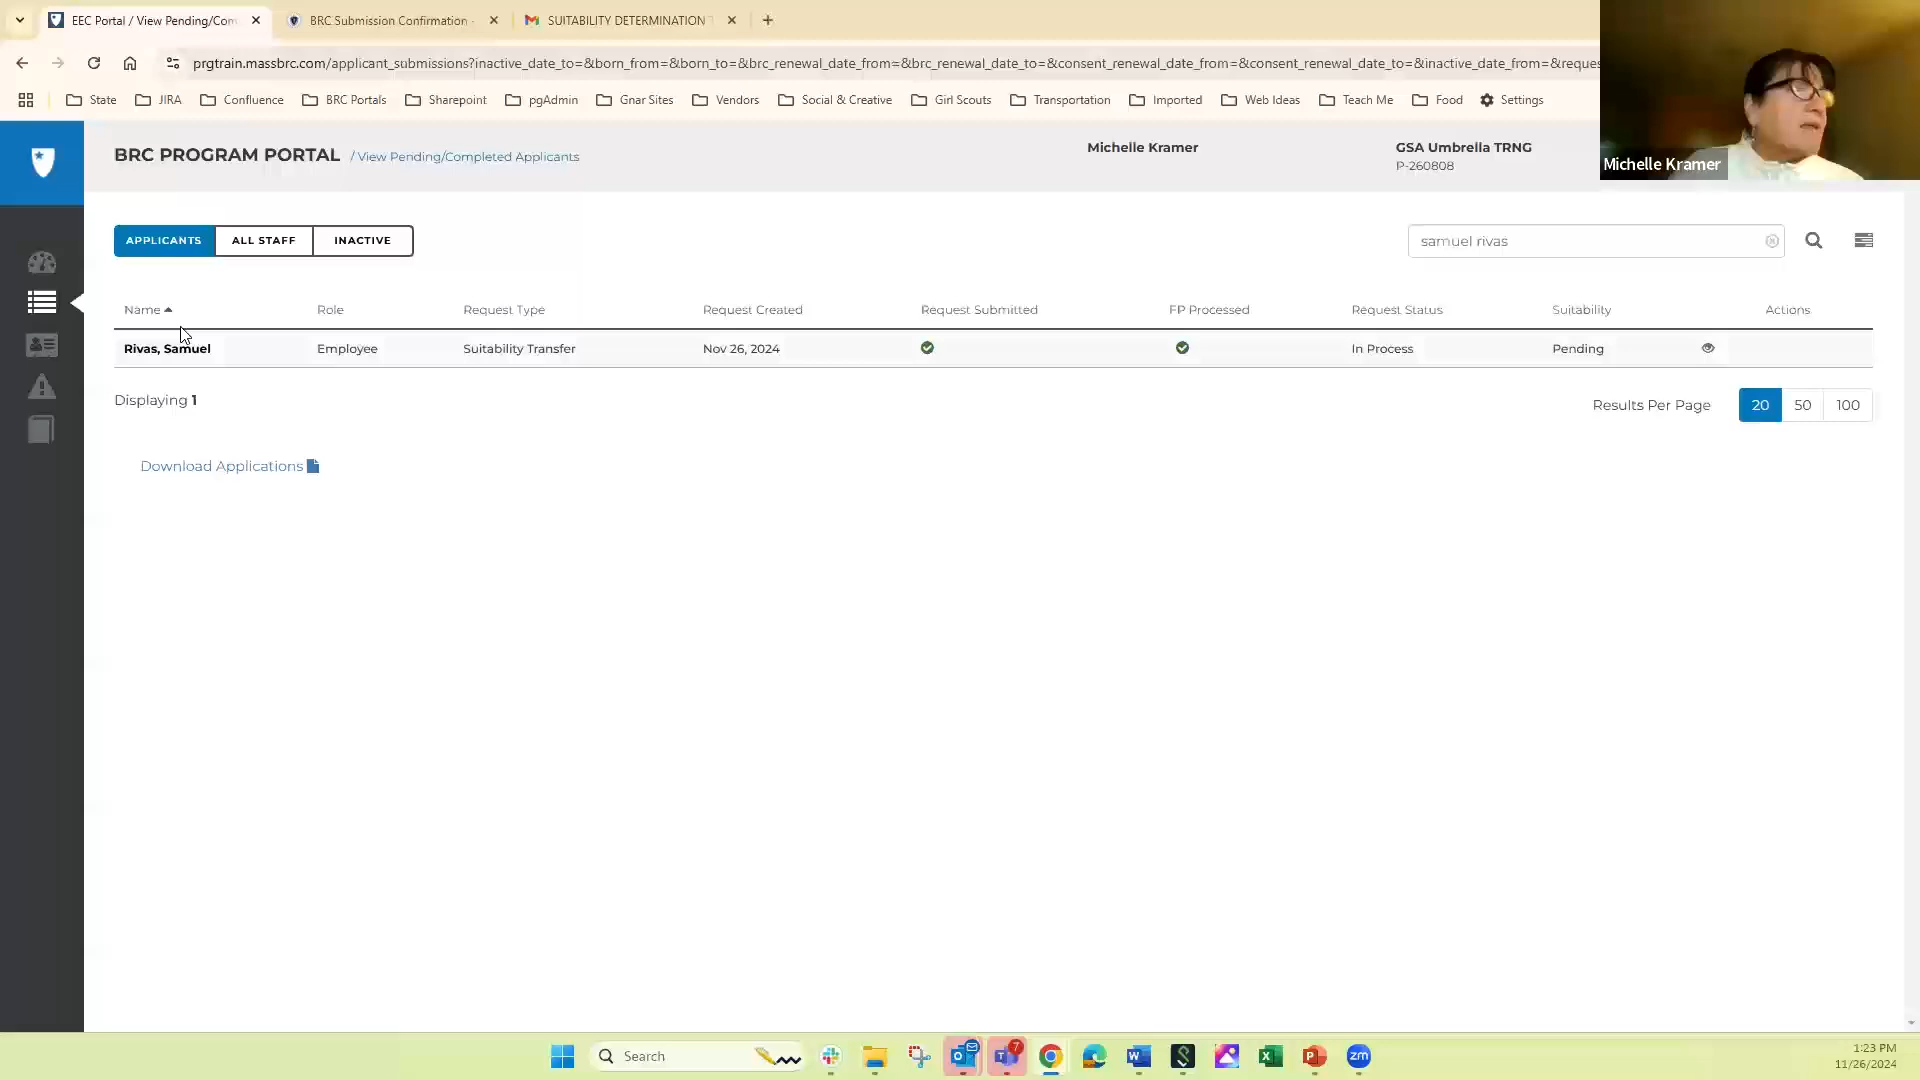 EEC Portal / View Pending/Com
BRC Submission Confirmation -
SUITABILITY DETERMINATION T
prgtrain.massbrc.com/applicant_submissions?inactive_date_to=&born_from=&born_to=&brc_renewal_date_from=&brc_renewal_date_to=&consent_renewal_date_from=&consent_renewal_date_to=&inactive_date_from=&reques
State JIRA Confluence BRC Portals Sharepoint pgAdmin Gnar Sites Vendors Social & Creative Girl Scouts Transportation Imported Web Ideas Teach Me Food Settings
BRC PROGRAM PORTAL / View Pending/Completed Applicants
Michelle Kramer
GSA Umbrella TRNG
P-260808
Michelle Kramer
APPLICANTS ALL STAFF INACTIVE
samuel rivas
Name Role Request Type Request Created Request Submitted FP Processed Request Status Suitability Actions
Rivas, Samuel Employee Suitability Transfer Nov 26, 2024 In Process Pending
Displaying 1
Results Per Page 20 50 100
Download Applications
Search
7
zm
1:23 PM
11/26/2024